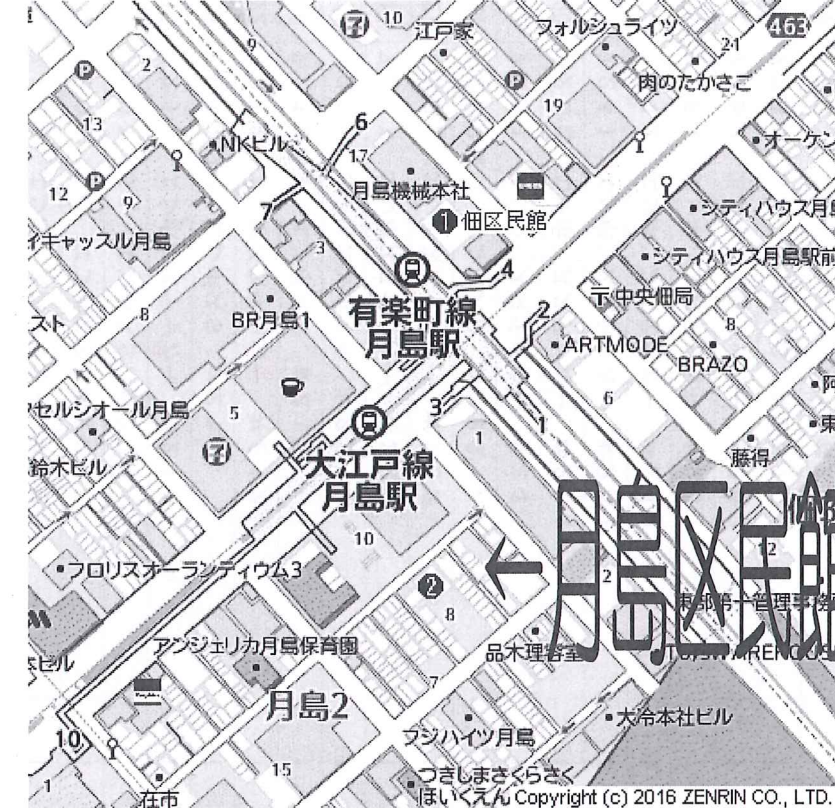 10
江戸家
フォルシュライツ
463
9
21
2
P
P
肉のたかさご
19
13
6
NKビル
17
オーケン
12
P
9
月島機械本社
7
1 佃区民館
シティハウス月島
イキャッスル月島
3
シティハウス月島駅前
4
8
有楽町線
月島駅
2
中央佃局
スト
BR月島1
ARTMODE
8
BRAZO
セルシオール月島
5
3
1
1
6
7
大江戸線
月島駅
鈴木ビル
藤得
←月島区民館
10
12
フロリスオーランティウム3
2
2
8
アンジェリカ月島保育園
品木理容室
7
月島2
大冷本社ビル
10
フジハイツ月島
15
1
在市
つきしまさくらさく
ほいくえん Copyright (c) 2016 ZENRIN CO., LTD.